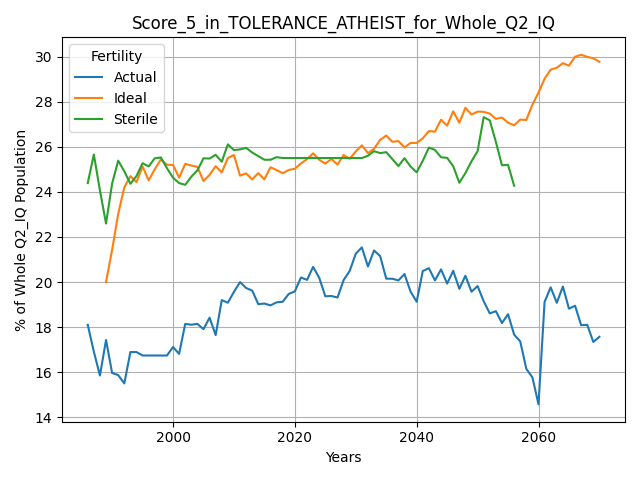 Score_5_in_TOLERANCE_ATHEIST_for_Whole_Q2_IQ
Fertility
Actual
Ideal
Sterile
% of Whole Q2_IQ Population
30
28
26
24
22
20
18
16
14
2000
2020
2040
2060
Years